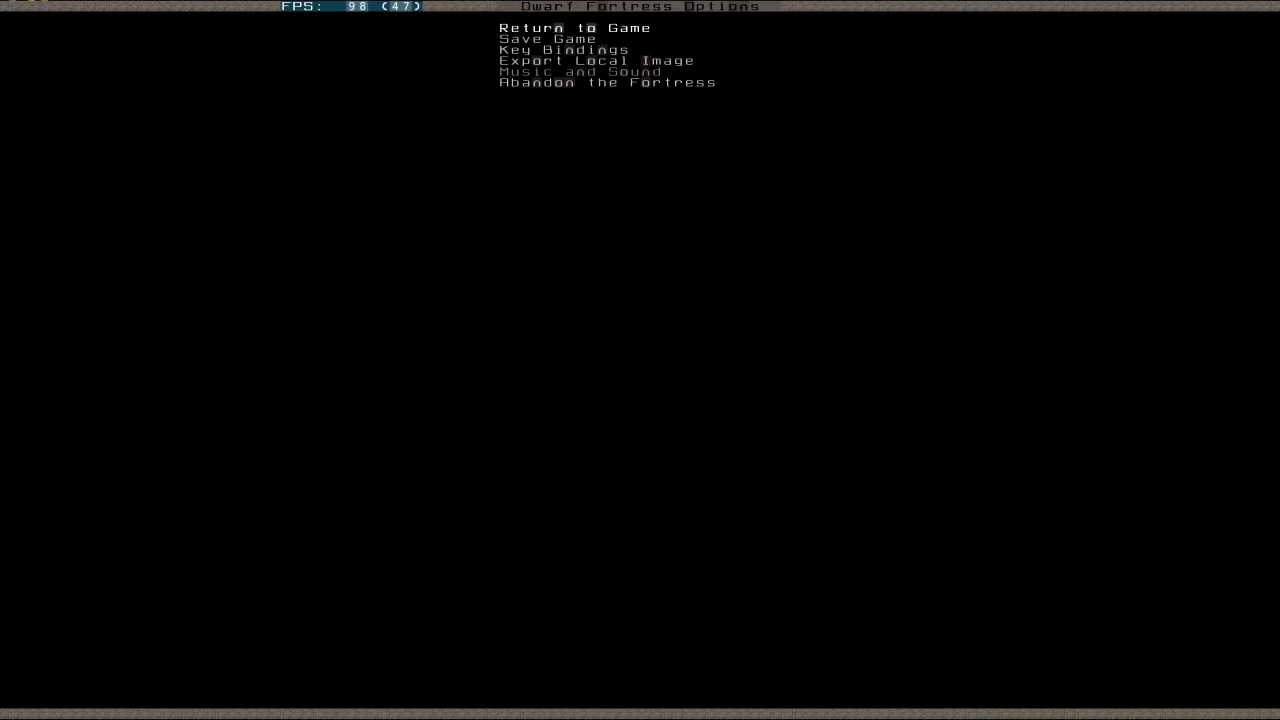 FPS: 98 (47) Dwarf Fortress Options
Return to Game
Save Game
Key Bindings
Export Local Image
Music and Sound
Abandon the Fortress